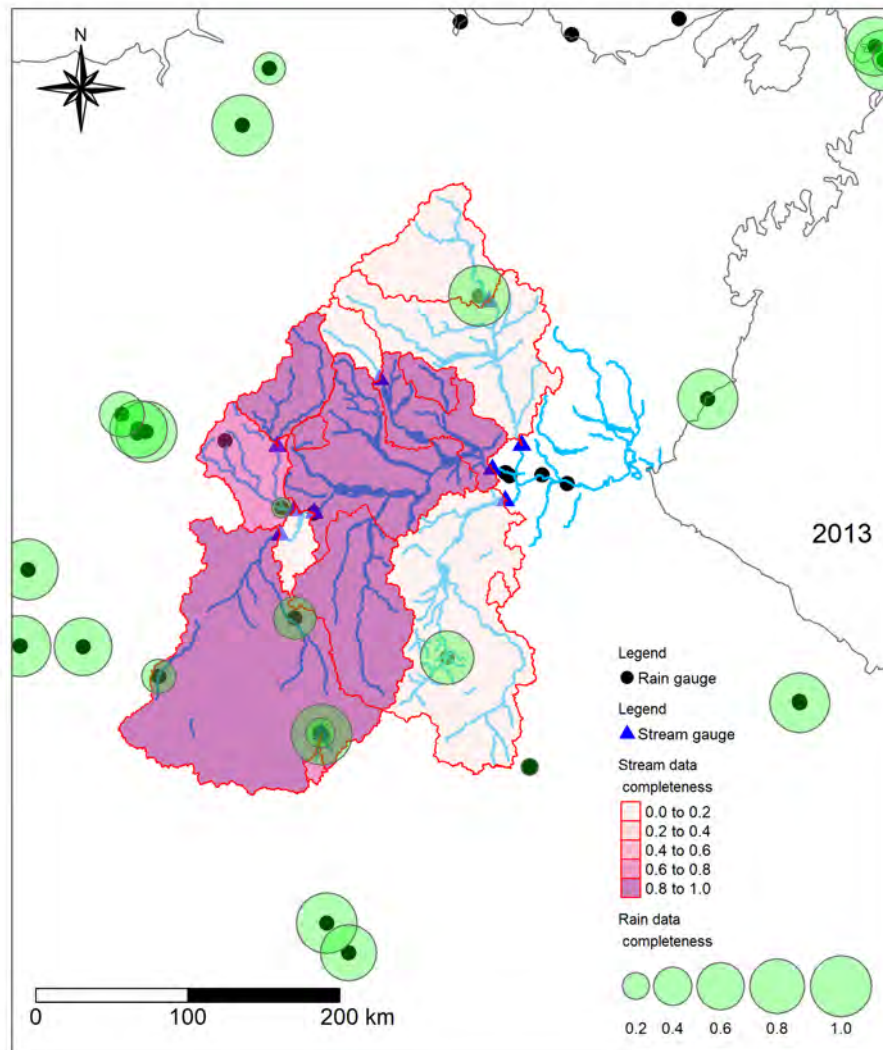 N
2013
Legend
Rain gauge
Legend
Stream gauge
Stream data
completeness
0.0 to 0.2
0.2 to 0.4
0.4 to 0.6
0.6 to 0.8
0.8 to 1.0
Rain data
completeness
0.2 0.4 0.6 0.8 1.0
0 100 200 km